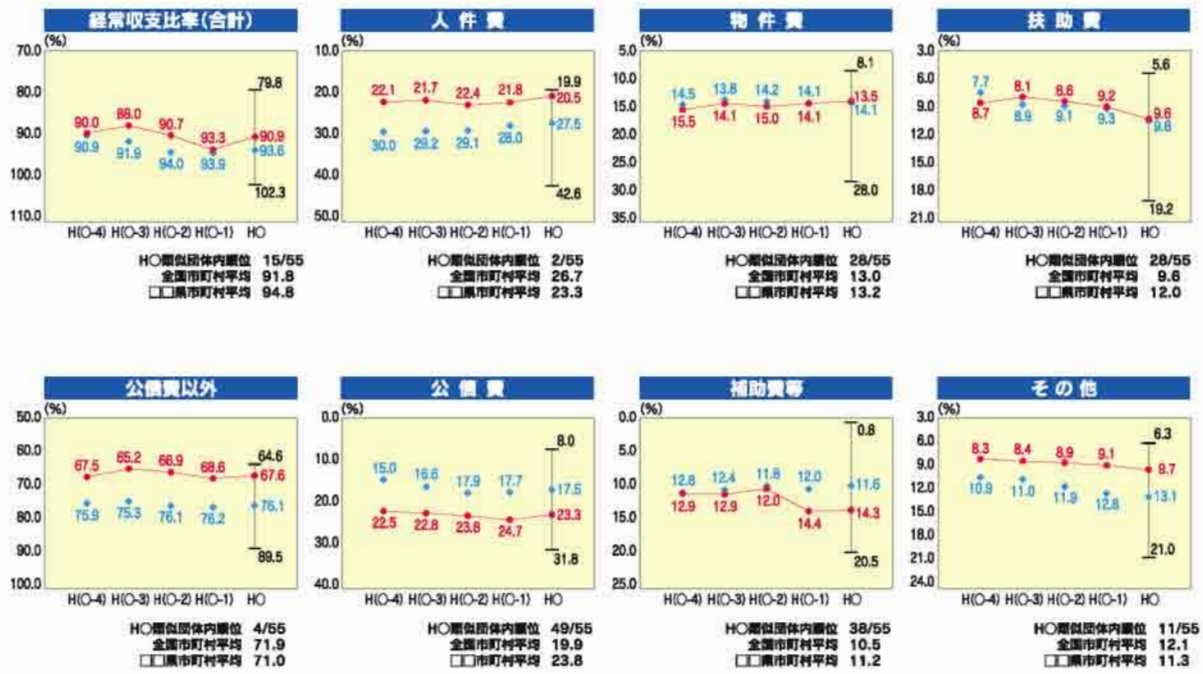 経常収支比率(合計)
(%)
70.0
80.0
90.0
100.0
110.0
90.0 88.0 90.7 93.3 90.9
90.9 91.9 94.0 93.9 93.6
79.8
102.3
H(○-4) H(○-3) H(○-2) H(○-1) H○
H○類似団体内順位 15/55
全国市町村平均 91.8
□□県市町村平均 94.8
人件費
(%)
10.0
20.0
30.0
40.0
50.0
22.1 21.7 22.4 21.8 20.5
30.0 29.2 29.1 28.0 27.5
19.9
42.6
H(○-4) H(○-3) H(○-2) H(○-1) H○
H○類似団体内順位 2/55
全国市町村平均 26.7
□□県市町村平均 23.3
物件費
(%)
5.0
10.0
15.0
20.0
25.0
30.0
35.0
14.5 13.8 14.2 14.1 14.1
15.5 14.1 15.0 14.1 13.5
8.1
28.0
H(○-4) H(○-3) H(○-2) H(○-1) H○
H○類似団体内順位 28/55
全国市町村平均 13.0
□□県市町村平均 13.2
扶助費
(%)
3.0
6.0
9.0
12.0
15.0
18.0
21.0
7.7 8.9 9.1 9.3 9.8
8.7 8.1 8.6 9.2 9.6
5.6
19.2
H(○-4) H(○-3) H(○-2) H(○-1) H○
H○類似団体内順位 28/55
全国市町村平均 9.6
□□県市町村平均 12.0
公債費以外
(%)
50.0
60.0
70.0
80.0
90.0
100.0
67.5 65.2 66.9 68.6 67.6
75.9 75.3 76.1 76.2 76.1
64.6
89.5
H(○-4) H(○-3) H(○-2) H(○-1) H○
H○類似団体内順位 4/55
全国市町村平均 71.9
□□県市町村平均 71.0
公債費
(%)
0.0
10.0
20.0
30.0
40.0
15.0 16.6 17.9 17.7 17.5
22.5 22.8 23.8 24.7 23.3
8.0
31.8
H(○-4) H(○-3) H(○-2) H(○-1) H○
H○類似団体内順位 49/55
全国市町村平均 19.9
□□市町村平均 23.8
補助費等
(%)
0.0
5.0
10.0
15.0
20.0
25.0
12.8 12.4 11.8 12.0 11.6
12.9 12.9 12.0 14.4 14.3
0.8
20.5
H(○-4) H(○-3) H(○-2) H(○-1) H○
H○類似団体内順位 38/55
全国市町村平均 10.5
□□県市町村平均 11.2
その他
(%)
3.0
6.0
9.0
12.0
15.0
18.0
21.0
24.0
8.3 8.4 8.9 9.1 9.7
10.9 11.0 11.9 12.8 13.1
6.3
21.0
H(○-4) H(○-3) H(○-2) H(○-1) H○
H○類似団体内順位 11/55
全国市町村平均 12.1
□□県市町村平均 11.3